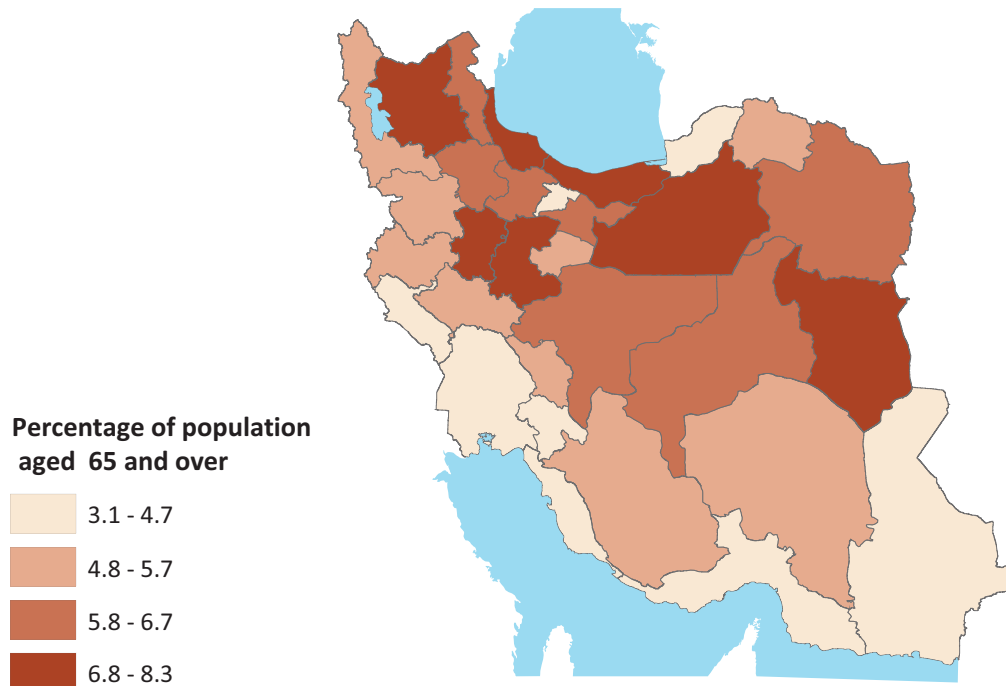 Percentage of population
aged 65 and over
3.1 - 4.7
4.8 - 5.7
5.8 - 6.7
6.8 - 8.3